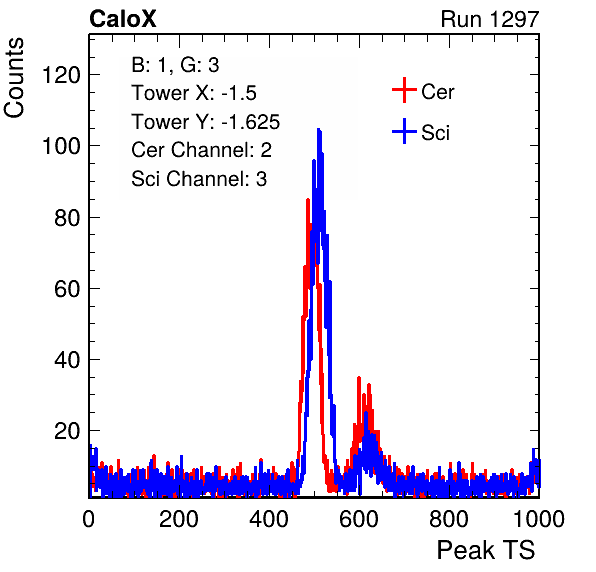 CaloX Run 1297
Counts
B: 1, G: 3
Tower X: -1.5
Tower Y: -1.625
Cer Channel: 2
Sci Channel: 3
Cer
Sci
120
100
80
60
40
20
0 200 400 600 800 1000
Peak TS